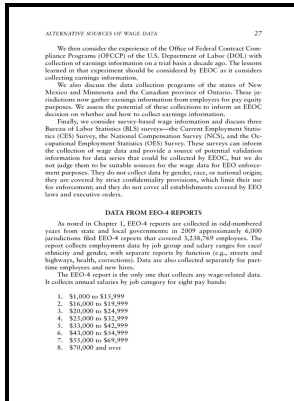 ALTERNATIVE SOURCES OF WAGE DATA 27
We then consider the experience of the Office of Federal Contract Com-
pliance Programs (OFCCP) of the U.S. Department of Labor (DOL) with
collection of earnings information on a trial basis a decade ago. The lessons
learned in that experiment should be considered by EEOC as it considers
collecting earnings information.
We also discuss the data collection programs of the states of New
Mexico and Minnesota and the Canadian province of Ontario. These ju-
risdictions now gather earnings information from employers for pay equity
purposes. We assess the potential of these collections to inform an EEOC
decision on whether and how to collect earnings information.
Finally, we consider survey-based wage information and discuss three
Bureau of Labor Statistics (BLS) surveys—the Current Employment Statis-
tics (CES) Survey, the National Compensation Survey (NCS), and the Oc-
cupational Employment Statistics (OES) Survey. These surveys can inform
the collection of wage data and provide a source of potential validation
information for data series that could be collected by EEOC, but we do
not judge them to be suitable sources for the wage data for EEO enforce-
ment purposes. They do not collect data by gender, race, or national origin;
they are covered by strict confidentiality provisions, which limit their use
for enforcement; and they do not cover all establishments covered by EEO
laws and executive orders.
DATA FROM EEO-4 REPORTS
As noted in Chapter 1, EEO-4 reports are collected in odd-numbered
years from state and local governments: in 2009 approximately 6,000
jurisdictions filed EEO-4 reports that covered 3,238,769 employees. The
report collects employment data by job group and salary ranges for race/
ethnicity and gender, with separate reports by function (e.g., streets and
highways, health, corrections). Data are also collected separately for part-
time employees and new hires.
The EEO-4 report is the only one that collects any wage-related data.
It collects annual salaries by job category for eight pay bands:
1. $1,000 to $15,999
2. $16,000 to $19,999
3. $20,000 to $24,999
4. $25,000 to $32,999
5. $33,000 to $42,999
6. $43,000 to $54,999
7. $55,000 to $69,999
8. $70,000 and over